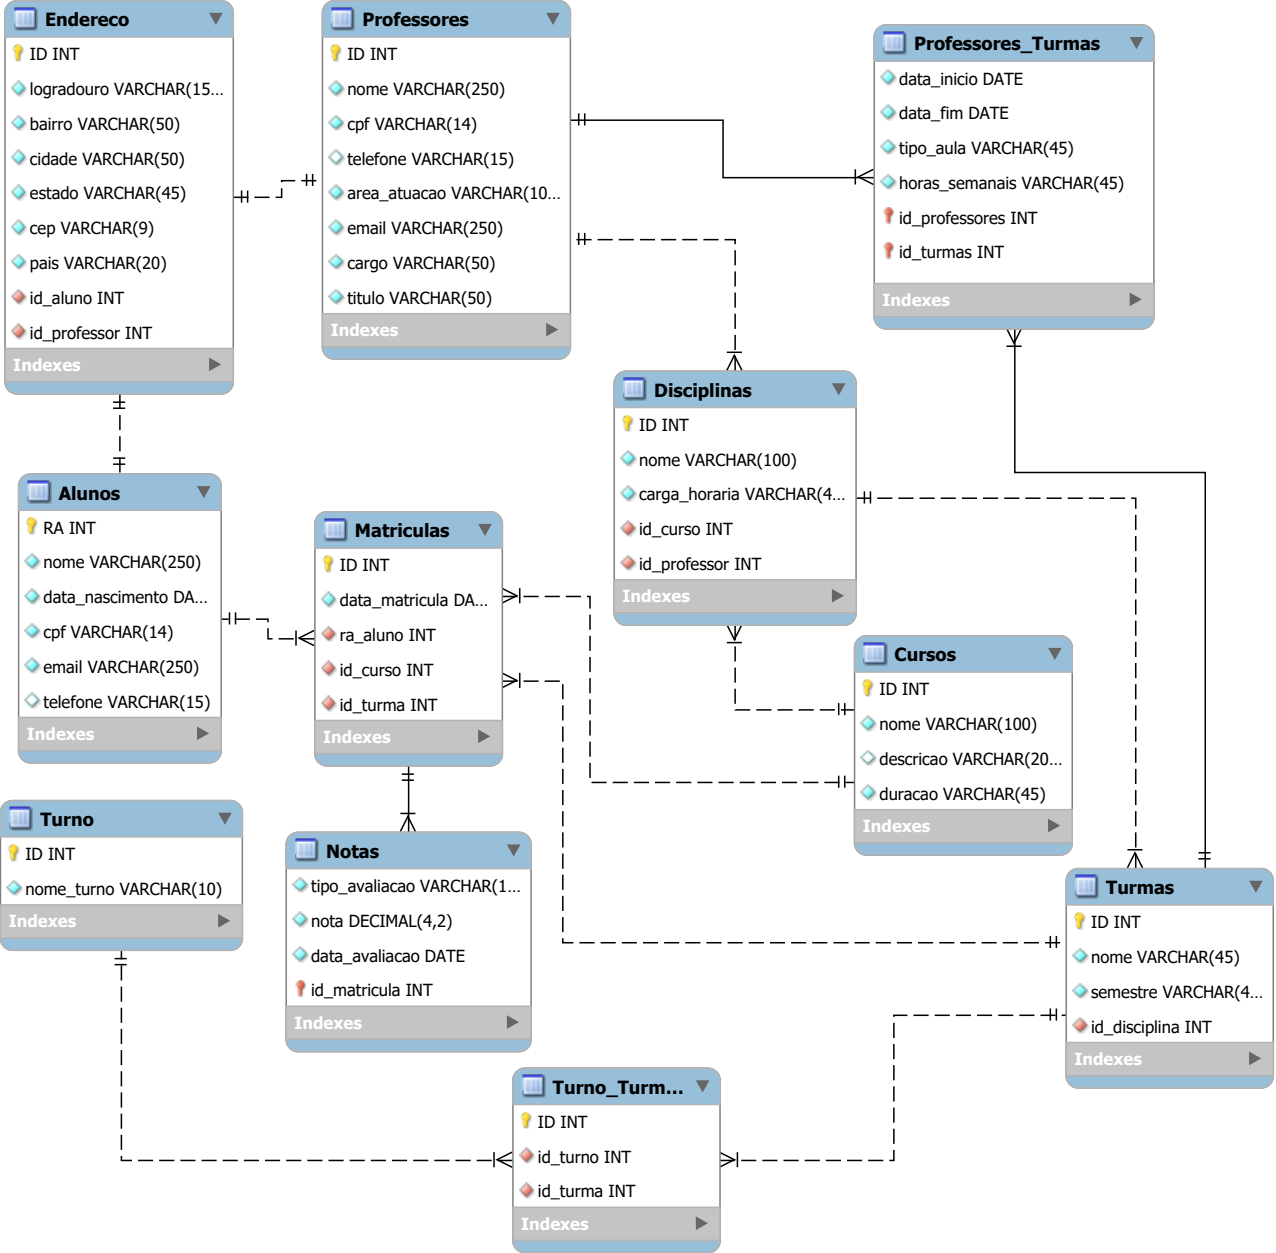 Endereco
ID INT
logradouro VARCHAR(15...
bairro VARCHAR(50)
cidade VARCHAR(50)
estado VARCHAR(45)
cep VARCHAR(9)
pais VARCHAR(20)
id_aluno INT
id_professor INT
Indexes
Professores
ID INT
nome VARCHAR(250)
cpf VARCHAR(14)
telefone VARCHAR(15)
area_atuacao VARCHAR(10...
email VARCHAR(250)
cargo VARCHAR(50)
titulo VARCHAR(50)
Indexes
Professores_Turmas
data_inicio DATE
data_fim DATE
tipo_aula VARCHAR(45)
horas_semanais VARCHAR(45)
id_professores INT
id_turmas INT
Indexes
Disciplinas
ID INT
nome VARCHAR(100)
carga_horaria VARCHAR(4...
id_curso INT
id_professor INT
Indexes
Alunos
RA INT
nome VARCHAR(250)
data_nascimento DA...
cpf VARCHAR(14)
email VARCHAR(250)
telefone VARCHAR(15)
Indexes
Matriculas
ID INT
data_matricula DA...
ra_aluno INT
id_curso INT
id_turma INT
Indexes
Cursos
ID INT
nome VARCHAR(100)
descricao VARCHAR(20...
duracao VARCHAR(45)
Indexes
Turno
ID INT
nome_turno VARCHAR(10)
Indexes
Notas
tipo_avaliacao VARCHAR(1...
nota DECIMAL(4,2)
data_avaliacao DATE
id_matricula INT
Indexes
Turmas
ID INT
nome VARCHAR(45)
semestre VARCHAR(4...
id_disciplina INT
Indexes
Turno_Turm...
ID INT
id_turno INT
id_turma INT
Indexes